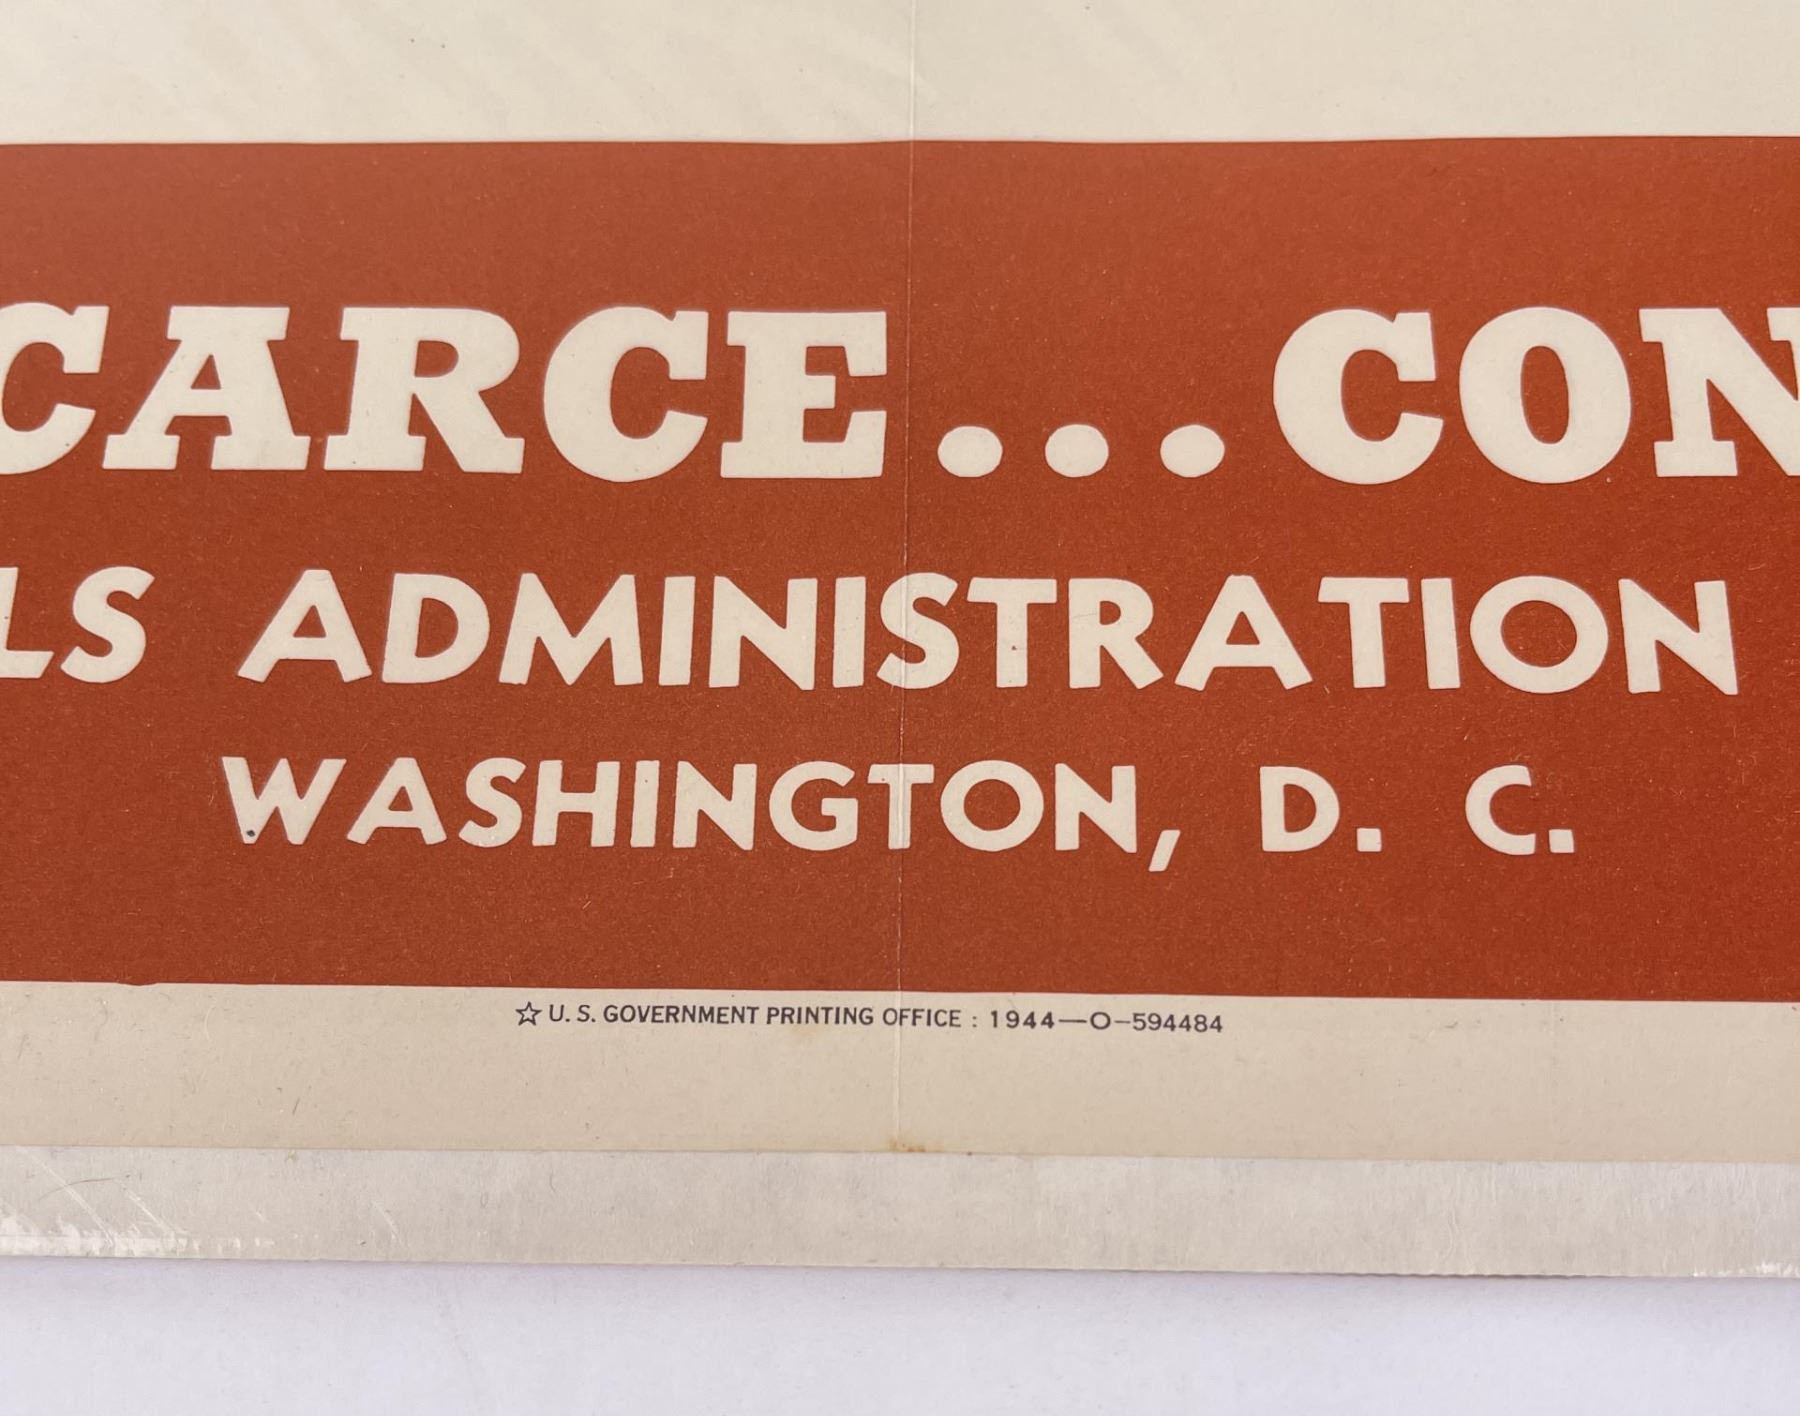 CARCE...CON
LS ADMINISTRATION
WASHINGTON, D. C.
☆ U. S. GOVERNMENT PRINTING OFFICE : 1944—O-594484